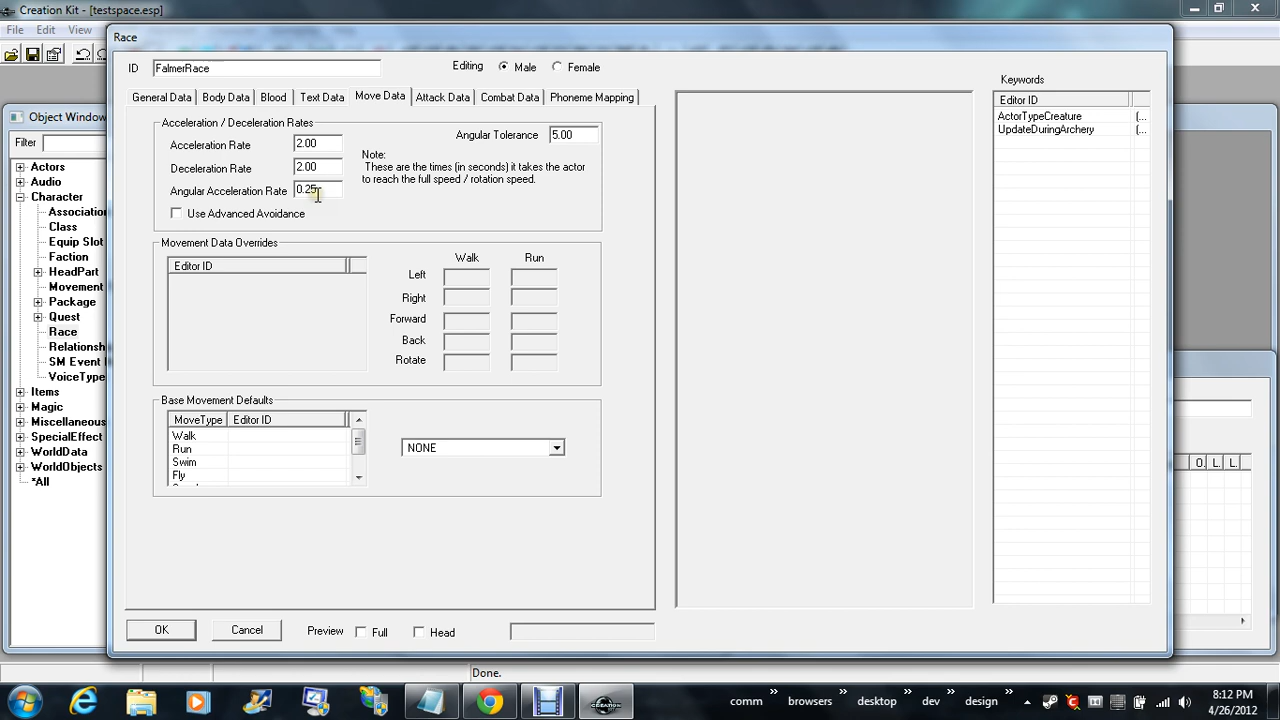 Creation Kit - [testspace.esp]
File Edit View
Race
ID FalmerRace Editing Male Female
General Data Body Data Blood Text Data Move Data Attack Data Combat Data Phoneme Mapping
Acceleration / Deceleration Rates
Acceleration Rate 2.00
Deceleration Rate 2.00
Angular Acceleration Rate 0.25
Angular Tolerance 5.00
Note:
These are the times (in seconds) it takes the actor
to reach the full speed / rotation speed.
Use Advanced Avoidance
Movement Data Overrides
Editor ID
Walk Run
Left
Right
Forward
Back
Rotate
Base Movement Defaults
MoveType Editor ID
Walk
Run
Swim
Fly
NONE
OK Cancel Preview Full Head
Keywords
Editor ID
ActorTypeCreature (...
UpdateDuringArchery (...
Object Window
Filter
Actors
Audio
Character
Association
Class
Equip Slot
Faction
HeadPart
Movement
Package
Quest
Race
Relationsh
SM Event
VoiceType
Items
Magic
Miscellaneous
SpecialEffect
WorldData
WorldObjects
*All
O. L. L.
Done.
comm » browsers » desktop » dev » design »
8:12 PM
4/26/2012